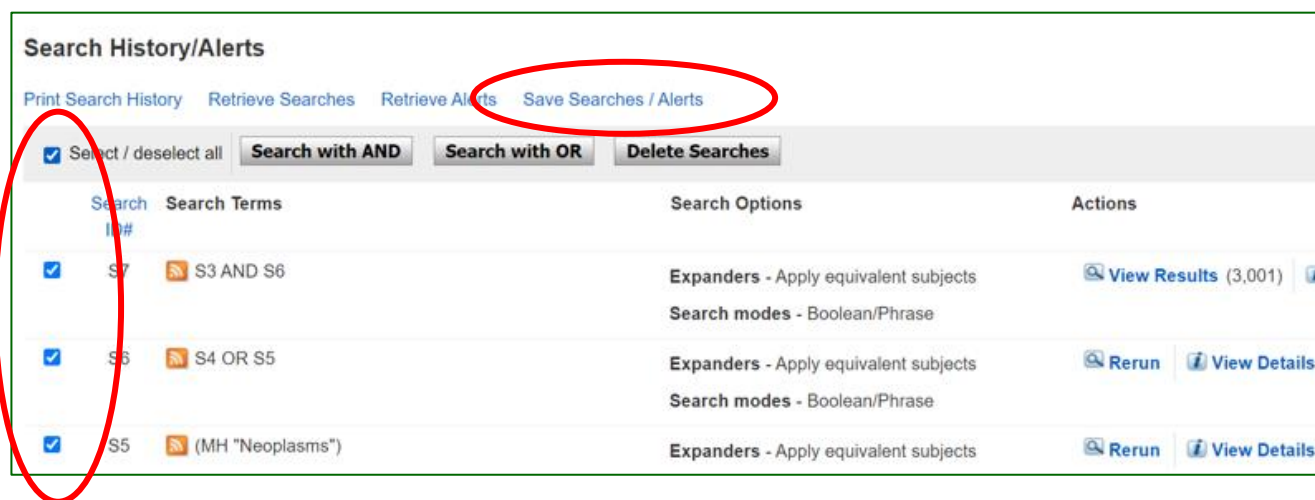 Search History/Alerts
Print Search History Retrieve Searches Retrieve Alerts Save Searches / Alerts
Select / deselect all Search with AND Search with OR Delete Searches
Search ID# Search Terms Search Options Actions
S7 S3 AND S6 Expanders - Apply equivalent subjects View Results (3,001)
Search modes - Boolean/Phrase
S6 S4 OR S5 Expanders - Apply equivalent subjects Rerun View Details
Search modes - Boolean/Phrase
S5 (MH "Neoplasms") Expanders - Apply equivalent subjects Rerun View Details